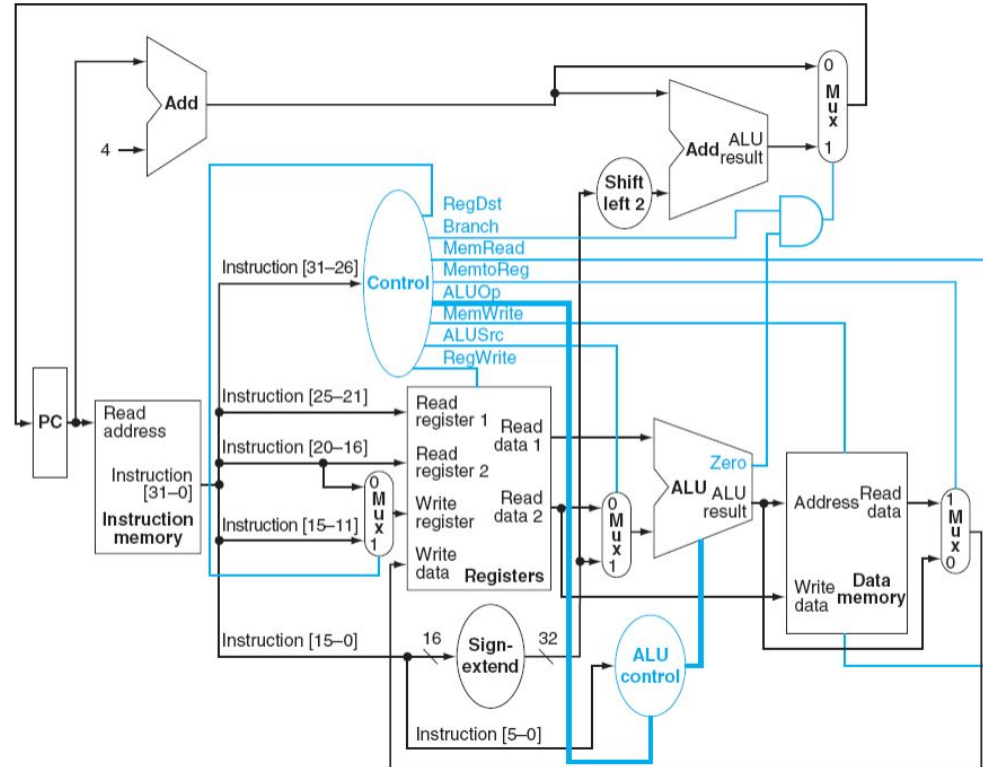 Add
4
0
Mux
1
Add
ALU
result
Shift
left 2
RegDst
Branch
MemRead
MemtoReg
ALUOp
MemWrite
ALUSrc
RegWrite
Control
Instruction [31–26]
PC
Read
address
Instruction
[31–0]
Instruction
memory
Instruction [25–21]
Instruction [20–16]
Instruction [15–11]
0
Mux
1
Read
register 1
Read
register 2
Write
register
Write
data
Read
data 1
Read
data 2
Registers
0
Mux
1
Zero
ALU
ALU
result
Address
Read
data
Write
data
Data
memory
1
Mux
0
Instruction [15–0]
16
Sign-
extend
32
ALU
control
Instruction [5–0]